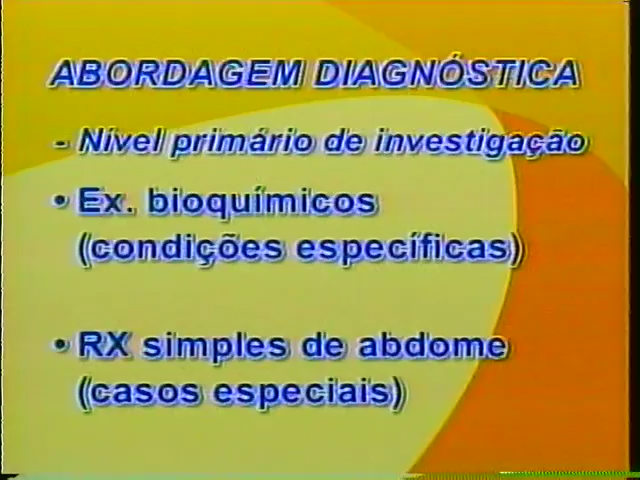 ABORDAGEM DIAGNÓSTICA
- Nível primário de investigação
• Ex. bioquímicos
(condições específicas)
• RX simples de abdome
(casos especiais)